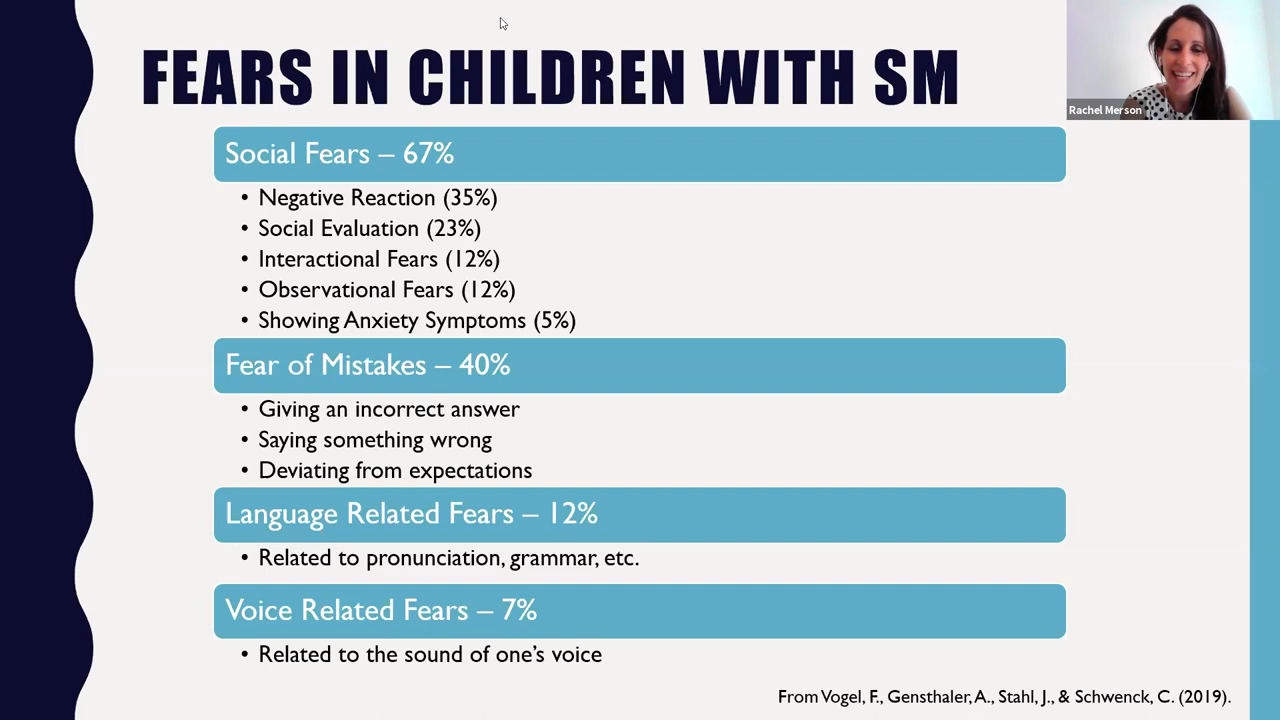 FEARS IN CHILDREN WITH SM
Rachel Merson
Social Fears – 67%
• Negative Reaction (35%)
• Social Evaluation (23%)
• Interactional Fears (12%)
• Observational Fears (12%)
• Showing Anxiety Symptoms (5%)
Fear of Mistakes – 40%
• Giving an incorrect answer
• Saying something wrong
• Deviating from expectations
Language Related Fears – 12%
• Related to pronunciation, grammar, etc.
Voice Related Fears – 7%
• Related to the sound of one’s voice
From Vogel, F., Gensthaler, A., Stahl, J., & Schwenck, C. (2019).